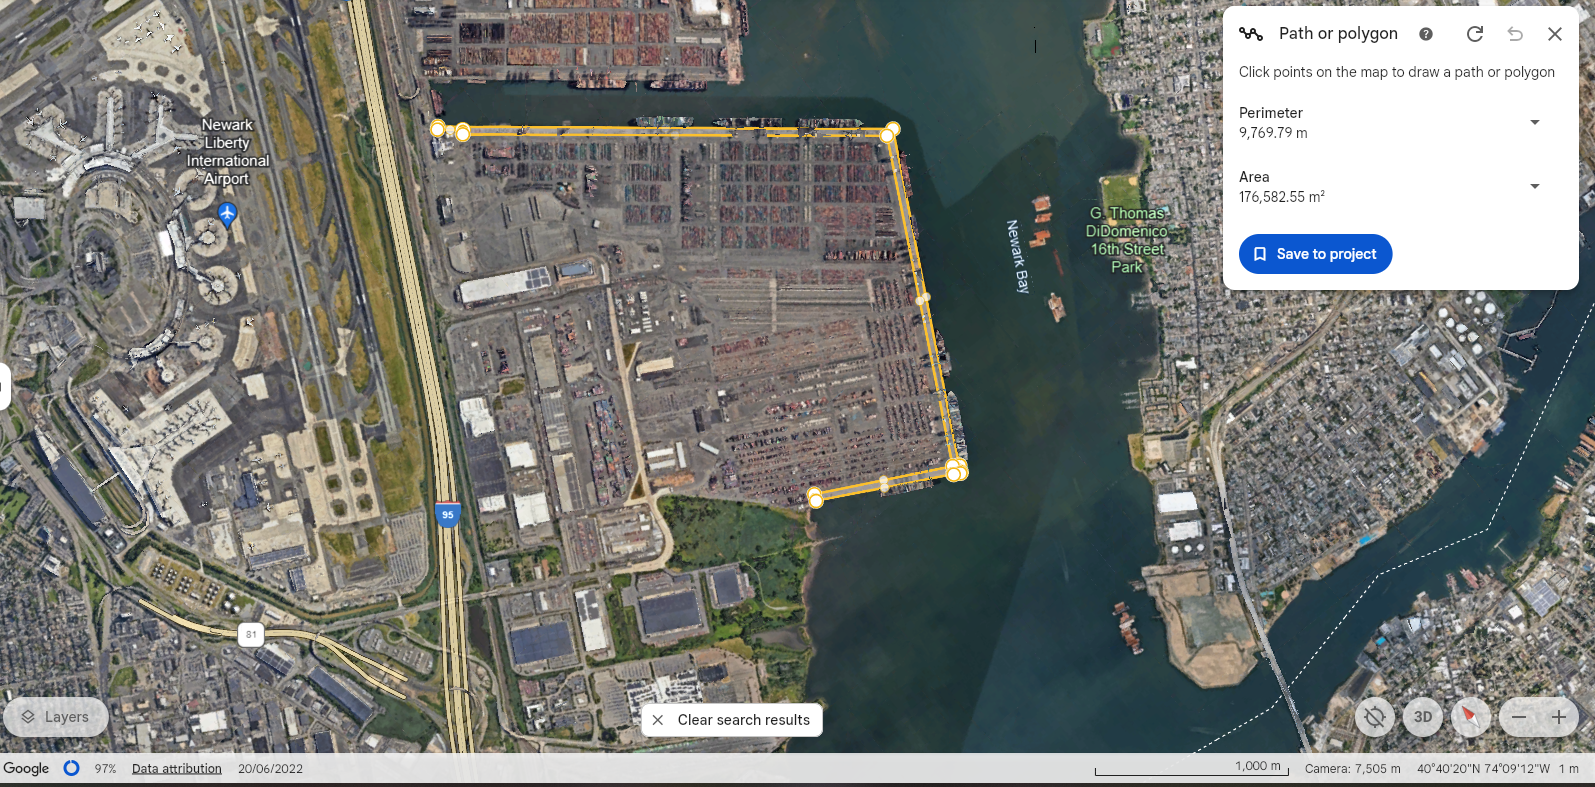 Path or polygon
Click points on the map to draw a path or polygon
Perimeter
9,769.79 m
Area
176,582.55 m²
Save to project
Newark
Liberty
International
Airport
Newark Bay
G. Thomas
DiDomenico
16th Street
Park
95
81
Layers
Clear search results
3D
Google 97% Data attribution 20/06/2022 1,000 m Camera: 7,505 m 40°40'20"N 74°09'12"W 1 m